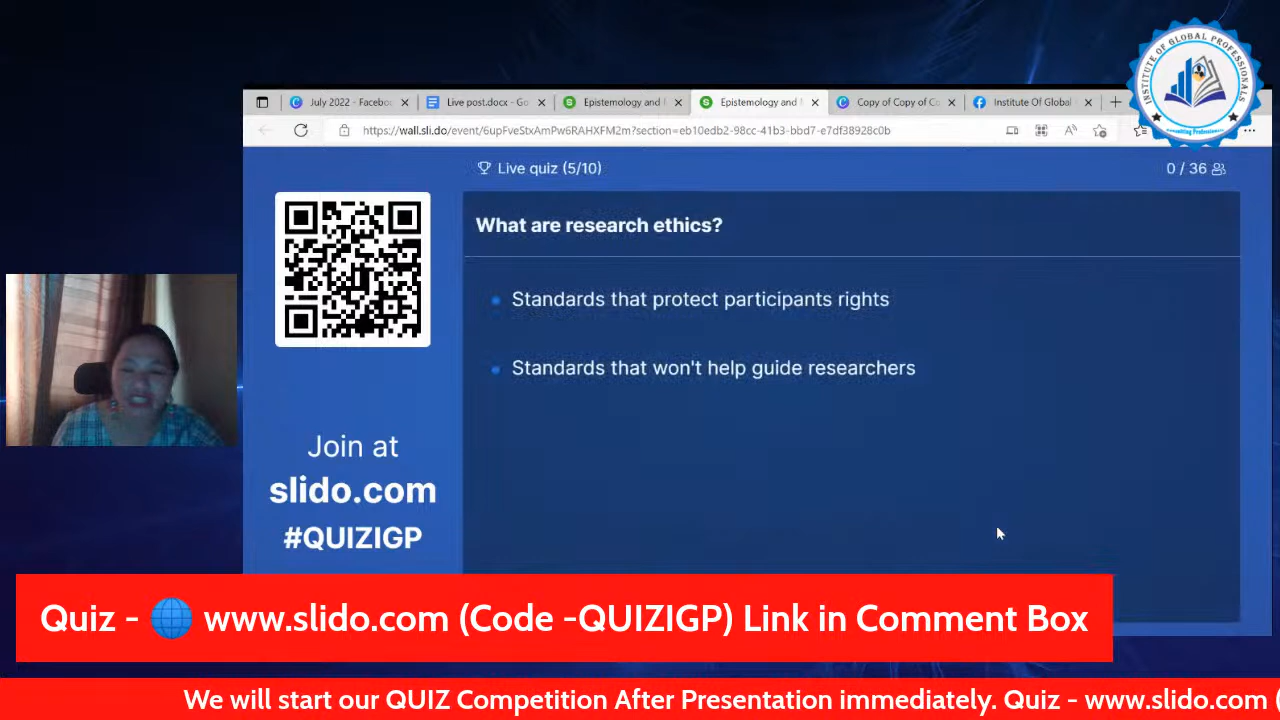 INSTITUTE OF GLOBAL PROFESSIONALS
Consulting Professionals
July 2022 - Facebo
Live post.docx - Go
Epistemology and
Epistemology and
Copy of Copy of C
Institute Of Global
https://wall.sli.do/event/6upFveStxAmPw6RAHXFM2m?section=eb10edb2-98cc-41b3-bbd7-e7df38928c0b
Live quiz (5/10)
0 / 36
What are research ethics?
Standards that protect participants rights
Standards that won't help guide researchers
Join at
slido.com
#QUIZIGP
Quiz - 🌐 www.slido.com (Code -QUIZIGP) Link in Comment Box
We will start our QUIZ Competition After Presentation immediately. Quiz - www.slido.com (